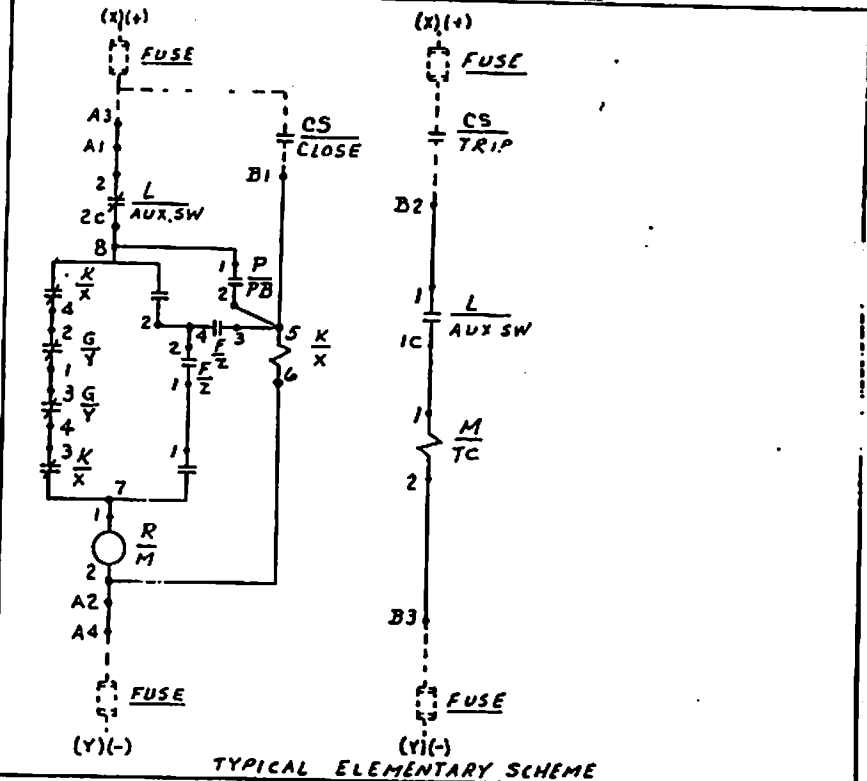 (X)(+)
FUSE
A3
A1
2
L
AUX. SW
2C
8
K
X
4
2
G
Y
1
3
G
Y
4
3
K
X
1
P
PB
2
2
4
F
Z
3
2
F
Z
1
1
7
1
R
M
2
A2
A4
FUSE
(Y)(-)
CS
CLOSE
B1
5
K
X
6
(X)(+)
FUSE
CS
TRIP
B2
1
L
AUX SW
1C
1
M
TC
2
B3
FUSE
(Y)(-)
TYPICAL ELEMENTARY SCHEME